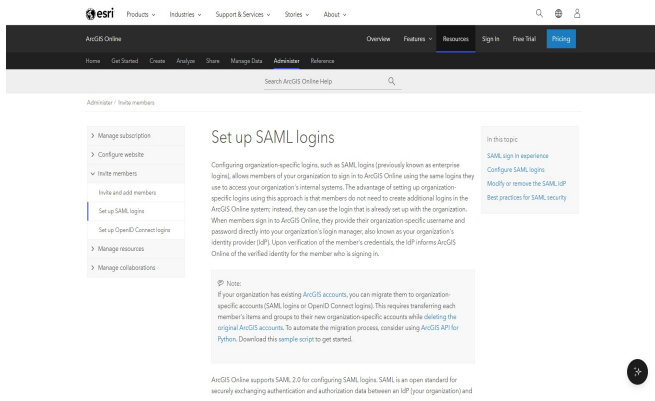 esri
Products
Industries
Support & Services
Stories
About
ArcGIS Online
Overview
Features
Resources
Sign In
Free Trial
Pricing
Home
Get Started
Create
Analyze
Share
Manage Data
Administer
Reference
Search ArcGIS Online Help
Administer / Invite members
Manage subscription
Configure website
Invite members
Invite and add members
Set up SAML logins
Set up OpenID Connect logins
Manage resources
Manage collaborations
Set up SAML logins
Configuring organization-specific logins, such as SAML logins (previously known as enterprise
logins), allows members of your organization to sign in to ArcGIS Online using the same logins they
use to access your organization's internal systems. The advantage of setting up organization-
specific logins using this approach is that members do not need to create additional logins in the
ArcGIS Online system; instead, they can use the login that is already set up with the organization.
When members sign in to ArcGIS Online, they provide their organization-specific username and
password directly into your organization's login manager, also known as your organization's
identity provider (IdP). Upon verification of the member's credentials, the IdP informs ArcGIS
Online of the verified identity for the member who is signing in.
Note:
If your organization has existing ArcGIS accounts, you can migrate them to organization-
specific accounts (SAML logins or OpenID Connect logins). This requires transferring each
member's items and groups to their new organization-specific accounts while deleting the
original ArcGIS accounts. To automate the migration process, consider using ArcGIS API for
Python. Download this sample script to get started.
ArcGIS Online supports SAML 2.0 for configuring SAML logins. SAML is an open standard for
securely exchanging authentication and authorization data between an IdP (your organization) and
In this topic
SAML sign in experience
Configure SAML logins
Modify or remove the SAML IdP
Best practices for SAML security